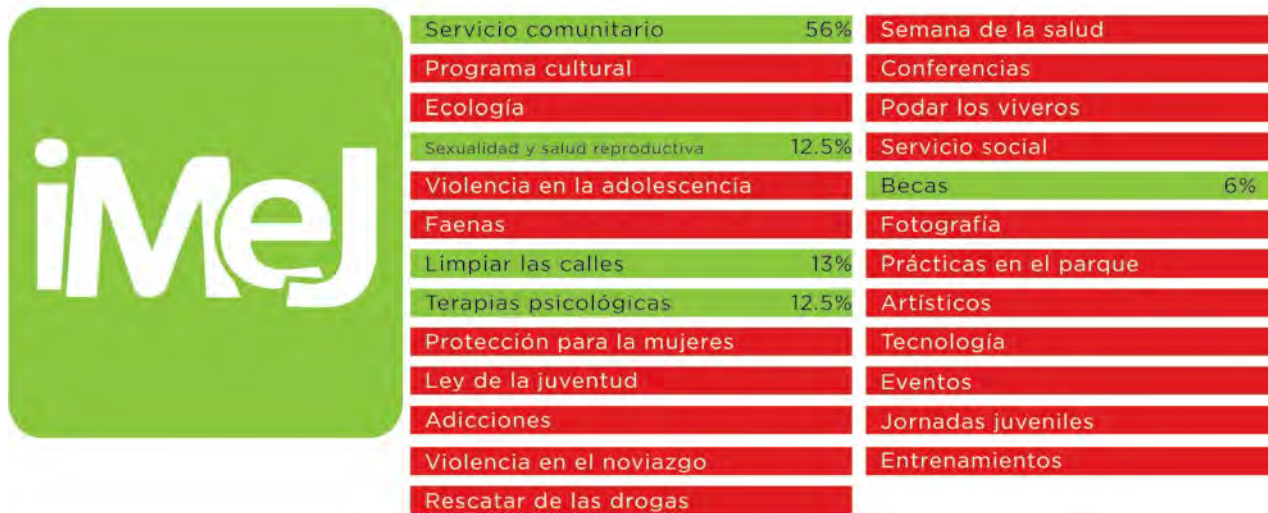 iMeJ
Servicio comunitario 56%
Programa cultural
Ecología
Sexualidad y salud reproductiva 12.5%
Violencia en la adolescencia
Faenas
Limpiar las calles 13%
Terapias psicológicas 12.5%
Protección para la mujeres
Ley de la juventud
Adicciones
Violencia en el noviazgo
Rescatar de las drogas
Semana de la salud
Conferencias
Podar los viveros
Servicio social
Becas 6%
Fotografía
Prácticas en el parque
Artísticos
Tecnología
Eventos
Jornadas juveniles
Entrenamientos